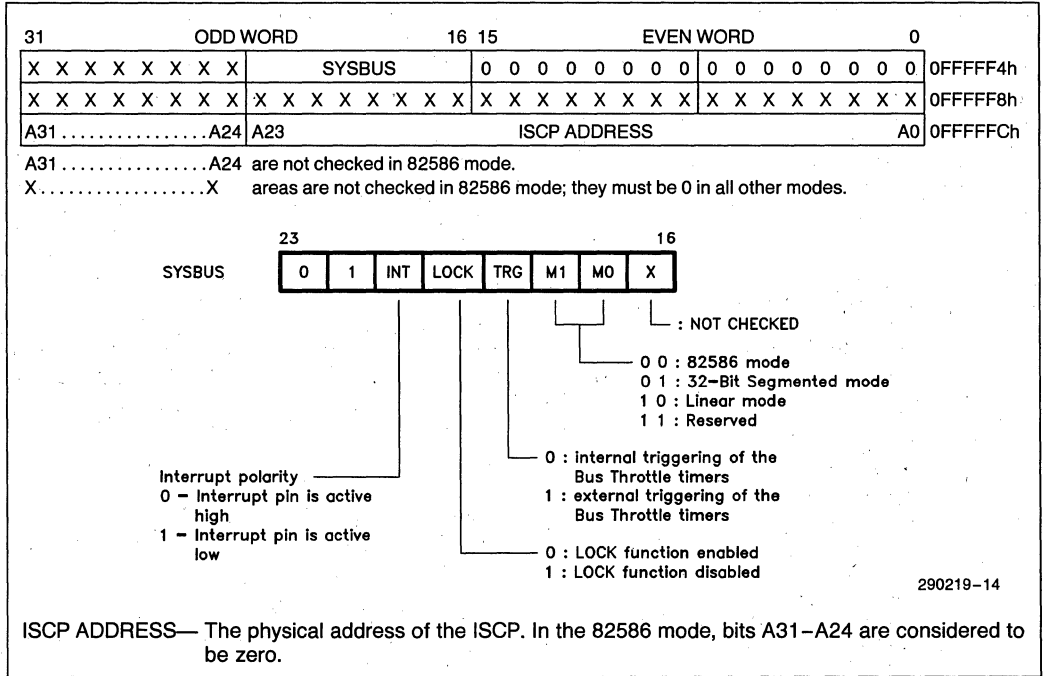 31 ODD WORD 16 15 EVEN WORD 0
X X X X X X X X SYSBUS 0 0 0 0 0 0 0 0 0 0 0 0 0 0 0 0 0FFFFF4h
X X X X X X X X X X X X X X X X X X X X X X X X X X X X X X X X 0FFFFF8h
A31................A24 A23 ISCP ADDRESS A0 0FFFFFCh
A31................A24 are not checked in 82586 mode.
X..................X areas are not checked in 82586 mode; they must be 0 in all other modes.
23 16
SYSBUS 0 1 INT LOCK TRG M1 M0 X
: NOT CHECKED
0 0 : 82586 mode
0 1 : 32-Bit Segmented mode
1 0 : Linear mode
1 1 : Reserved
0 : internal triggering of the
Bus Throttle timers
1 : external triggering of the
Bus Throttle timers
Interrupt polarity
0 - Interrupt pin is active
high
1 - Interrupt pin is active
low
0 : LOCK function enabled
1 : LOCK function disabled
290219-14
ISCP ADDRESS— The physical address of the ISCP. In the 82586 mode, bits A31–A24 are considered to
be zero.